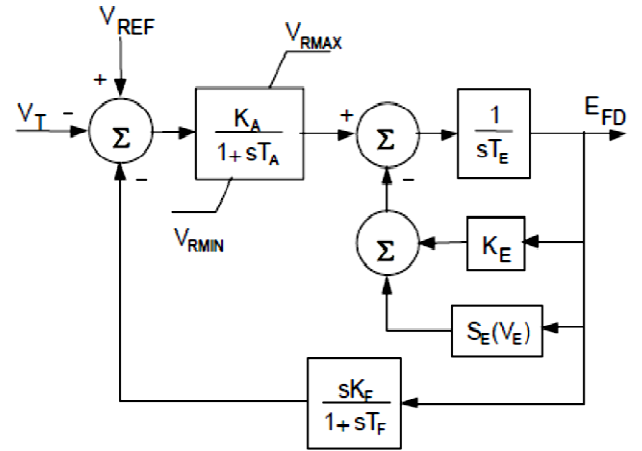 V_REF
V_RMAX
+
V_T
-
Σ
K_A
1 + sT_A
-
V_RMIN
+
Σ
-
1
sT_E
E_FD
Σ
K_E
S_E(V_E)
sK_F
1 + sT_F